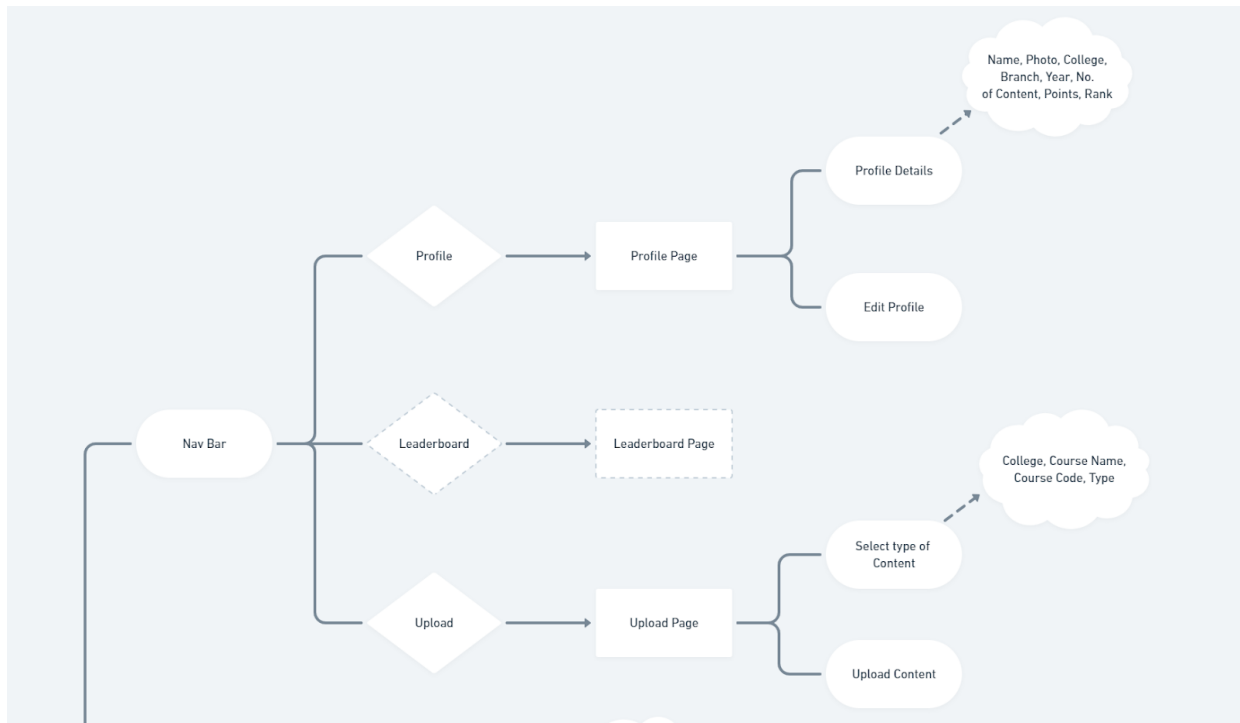 Name, Photo, College,
Branch, Year, No.
of Content, Points, Rank
Profile Details
Profile
Profile Page
Edit Profile
Nav Bar
Leaderboard
Leaderboard Page
College, Course Name,
Course Code, Type
Select type of
Content
Upload
Upload Page
Upload Content